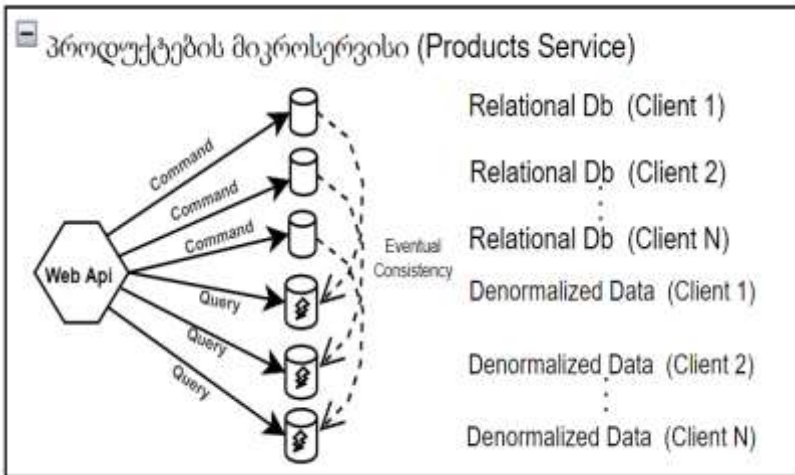 პროდუქტების მიკროსერვისი (Products Service)
Relational Db (Client 1)
Command
Relational Db (Client 2)
Command
Command
Relational Db (Client N)
Eventual
Consistency
Web Api
Query
Denormalized Data (Client 1)
Query
Denormalized Data (Client 2)
Query
Denormalized Data (Client N)